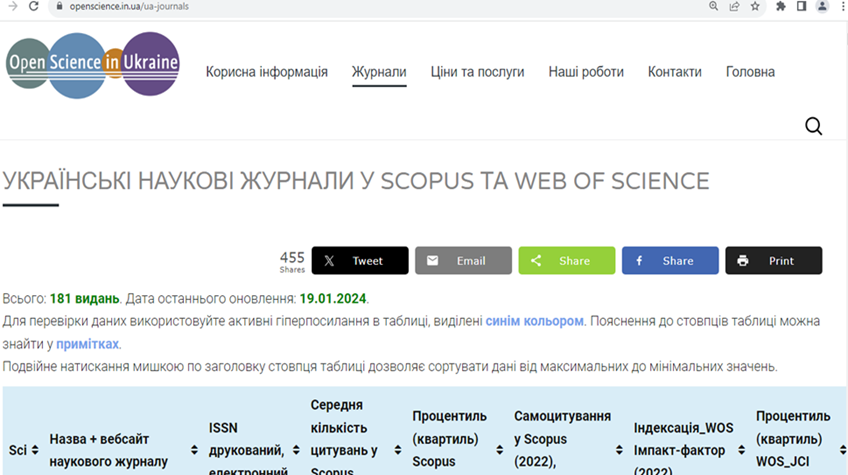 openscience.in.ua/ua-journals
Open Science in Ukraine
Корисна інформація Журнали Ціни та послуги Наші роботи Контакти Головна
УКРАЇНСЬКІ НАУКОВІ ЖУРНАЛИ У SCOPUS ТА WEB OF SCIENCE
455 Tweet Email Share Share Print
Shares
Всього: 181 видань. Дата останнього оновлення: 19.01.2024.
Для перевірки даних використовуйте активні гіперпосилання в таблиці, виділені синім кольором. Пояснення до стовпців таблиці можна
знайти у примітках.
Подвійне натискання мишкою по заголовку стовпця таблиці дозволяє сортувати дані від максимальних до мінімальних значень.
Sci
Назва + вебсайт
наукового журналу
ISSN
друкований,
електронний
Середня
кількість
цитувань у
Scopus
Процентиль
(квартиль)
Scopus
Самоцитування
у Scopus
(2022),
Індексація_WOS
Імпакт-фактор
(2022)
Процентиль
(квартиль)
WOS_JCI